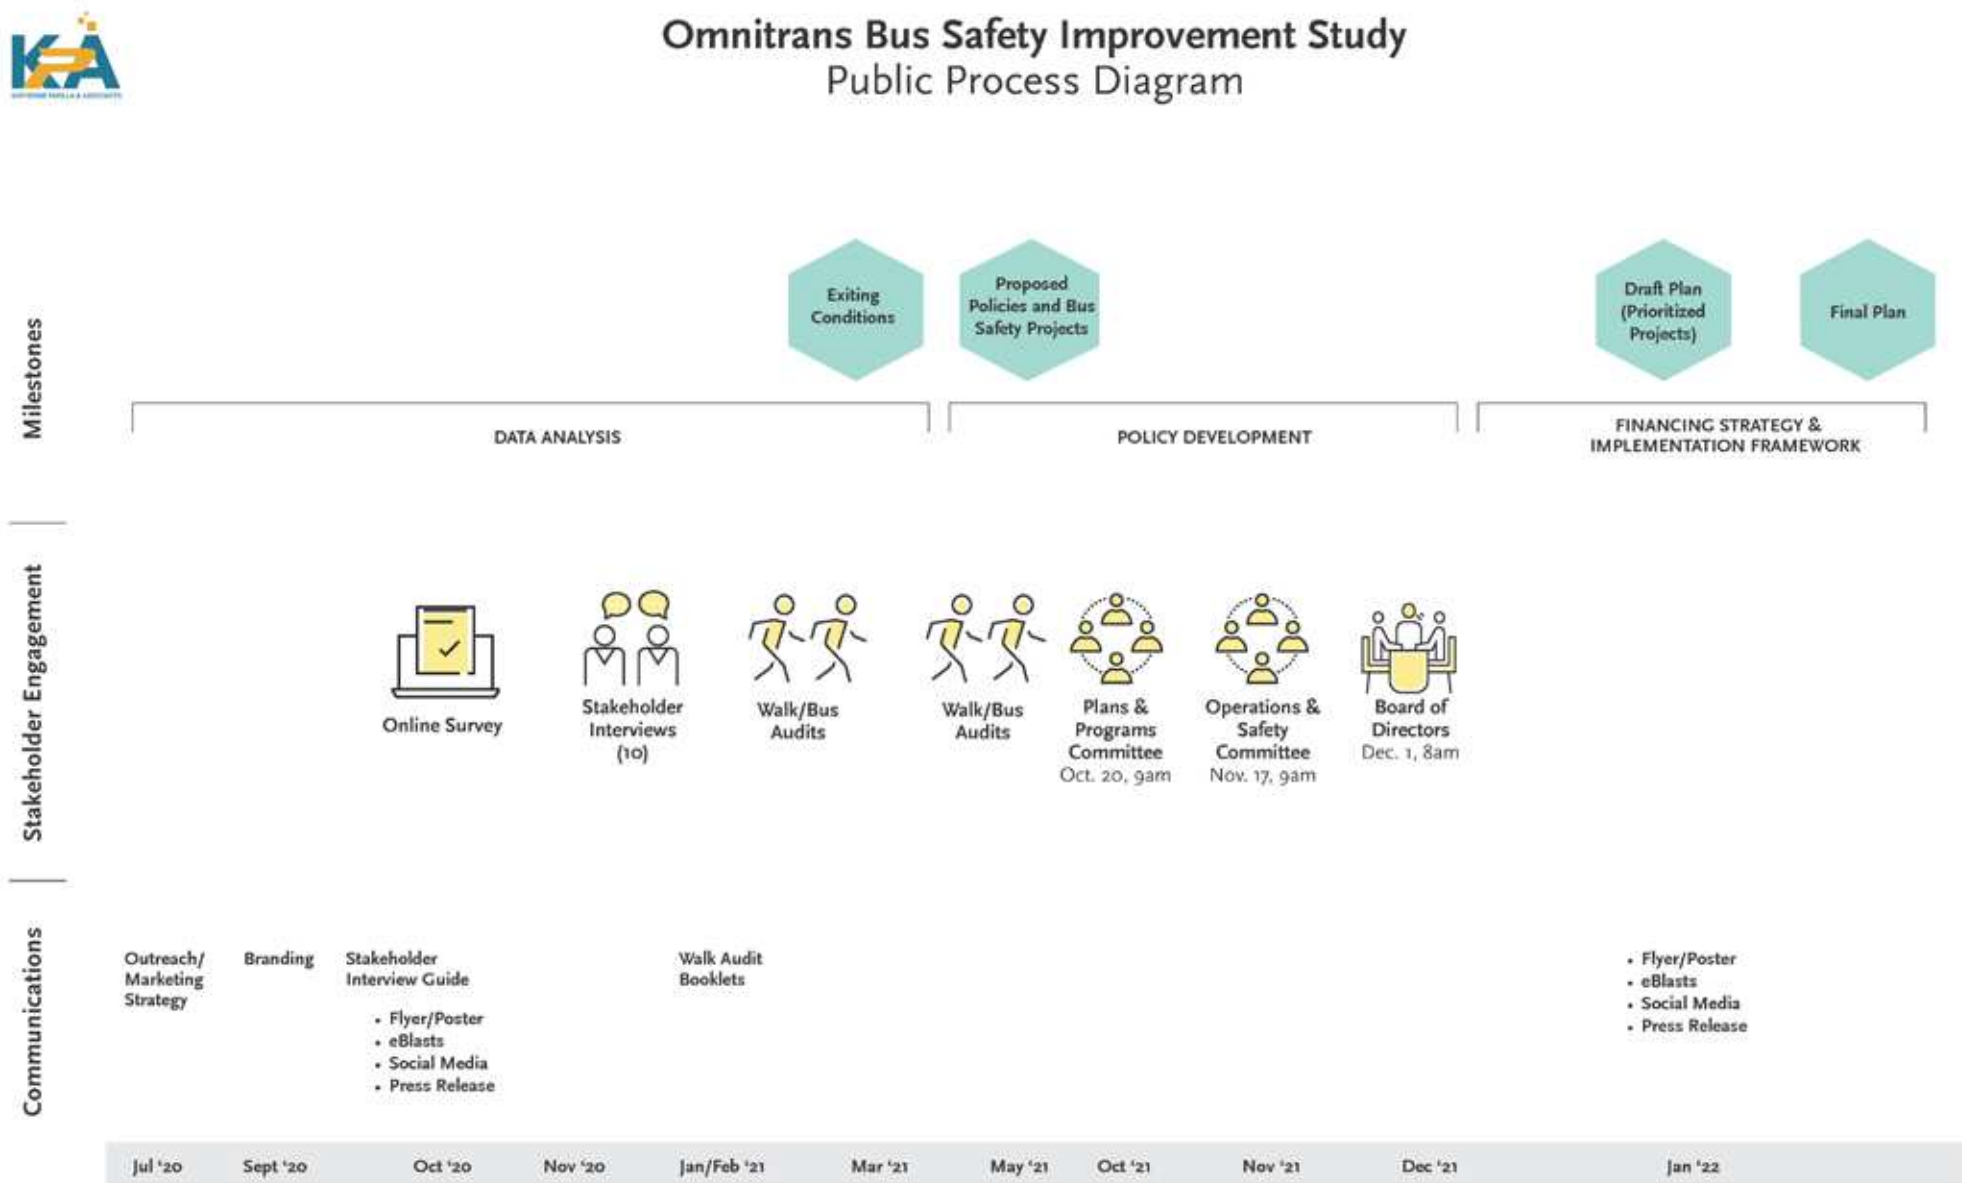 KPA
Omnitrans Bus Safety Improvement Study
Public Process Diagram
Milestones
Exiting
Conditions
Proposed
Policies and Bus
Safety Projects
Draft Plan
(Prioritized
Projects)
Final Plan
DATA ANALYSIS
POLICY DEVELOPMENT
FINANCING STRATEGY &
IMPLEMENTATION FRAMEWORK
Stakeholder Engagement
Online Survey
Stakeholder
Interviews
(10)
Walk/Bus
Audits
Walk/Bus
Audits
Plans &
Programs
Committee
Oct. 20, 9am
Operations &
Safety
Committee
Nov. 17, 9am
Board of
Directors
Dec. 1, 8am
Communications
Outreach/
Marketing
Strategy
Branding
Stakeholder
Interview Guide
• Flyer/Poster
• eBlasts
• Social Media
• Press Release
Walk Audit
Booklets
• Flyer/Poster
• eBlasts
• Social Media
• Press Release
Jul '20
Sept '20
Oct '20
Nov '20
Jan/Feb '21
Mar '21
May '21
Oct '21
Nov '21
Dec '21
Jan '22